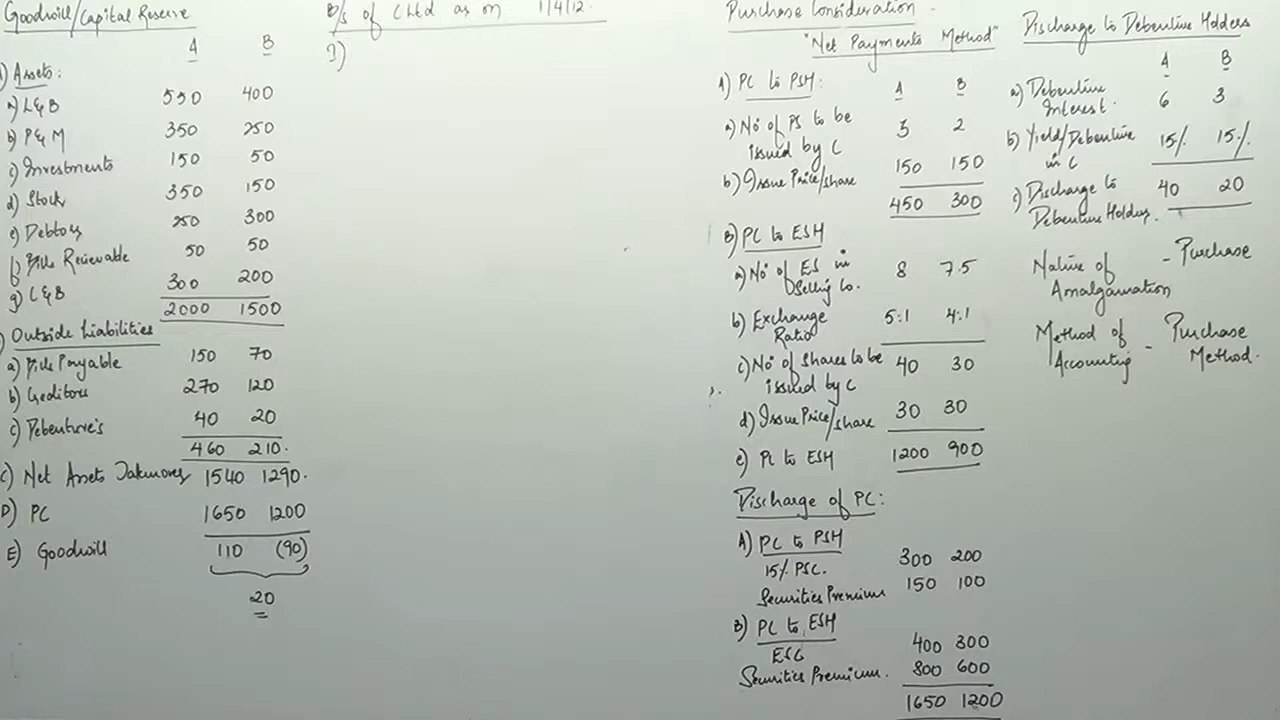 Goodwill/Capital Reserve
A B
A) Assets:
a) L&B 550 400
b) P&M 350 250
c) Investments 150 50
d) Stock 350 150
e) Debtors 250 300
f) Bills Receivable 50 50
g) C&B 300 200
2000 1500
Outside Liabilities
a) Bills Payable 150 70
b) Creditors 270 120
c) Debenture's 40 20
460 210.
C) Net Assets Takenover 1540 1290.
D) PC 1650 1200
E) Goodwill 110 (90)
20
B/s of C Ltd as on 1/4/12.
I)
Purchase Consideration -
"Net Payments Method"
A) PC to PSH: A B
a) No of PS to be issued by C 3 2
b) Issue Price/share 150 150
450 300
B) PC to ESH
a) No of ES in Selling Co. 8 7.5
b) Exchange Ratio 5:1 4:1
c) No of shares to be issued by C 40 30
d) Issue Price/share 30 30
e) PC to ESH 1200 900
Discharge of PC:
A) PC to PSH
15% PSC. 300 200
Securities Premium 150 100
B) PC to ESH
ESC 400 300
Securities Premium. 800 600
1650 1200
Discharge to Debenture Holders
A B
a) Debenture Interest. 6 3
b) Yield/Debenture in C 15% 15%
c) Discharge to Debenture Holders. 40 20
Nature of Amalgamation - Purchase
Method of Accounting - Purchase Method.